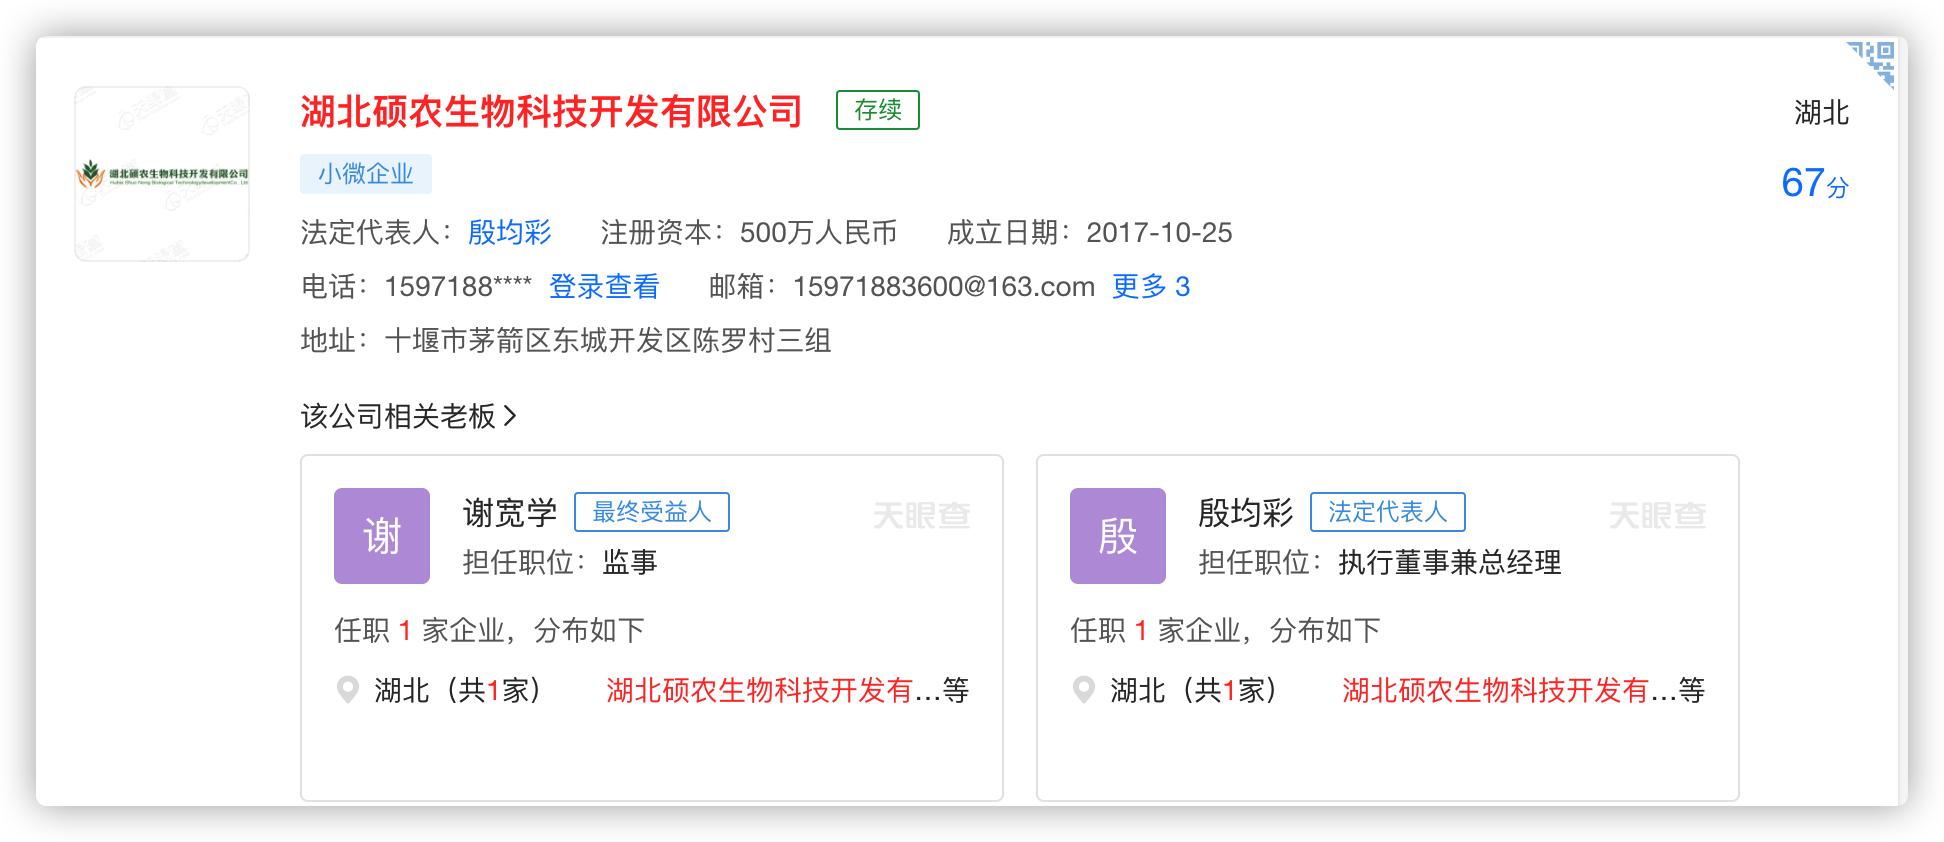 湖北硕农生物科技开发有限公司 存续
湖北
小微企业
67分
法定代表人：殷均彩 注册资本：500万人民币 成立日期：2017-10-25
电话：1597188**** 登录查看 邮箱：15971883600@163.com 更多 3
地址：十堰市茅箭区东城开发区陈罗村三组
湖北硕农生物科技开发有限公司
该公司相关老板
谢
谢宽学 最终受益人
天眼查
担任职位：监事
任职 1 家企业，分布如下
湖北（共1家） 湖北硕农生物科技开发有...等
殷
殷均彩 法定代表人
天眼查
担任职位：执行董事兼总经理
任职 1 家企业，分布如下
湖北（共1家） 湖北硕农生物科技开发有...等